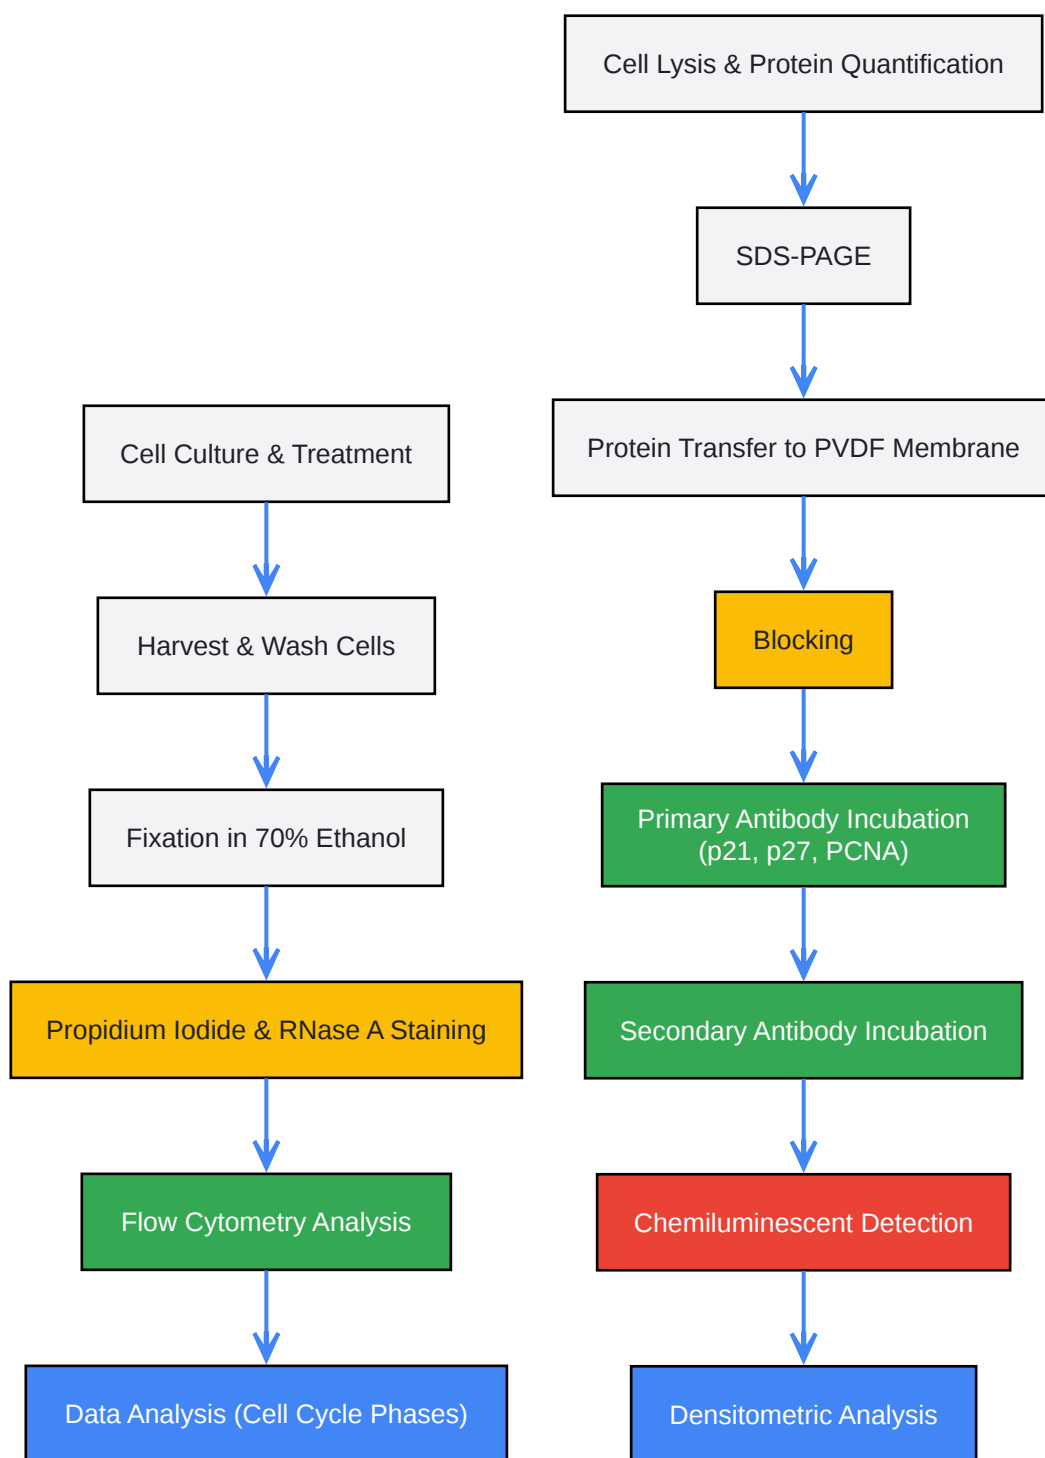 Cell Culture & Treatment
Harvest & Wash Cells
Fixation in 70% Ethanol
Propidium Iodide & RNase A Staining
Flow Cytometry Analysis
Data Analysis (Cell Cycle Phases)
Cell Lysis & Protein Quantification
SDS-PAGE
Protein Transfer to PVDF Membrane
Blocking
Primary Antibody Incubation
(p21, p27, PCNA)
Secondary Antibody Incubation
Chemiluminescent Detection
Densitometric Analysis